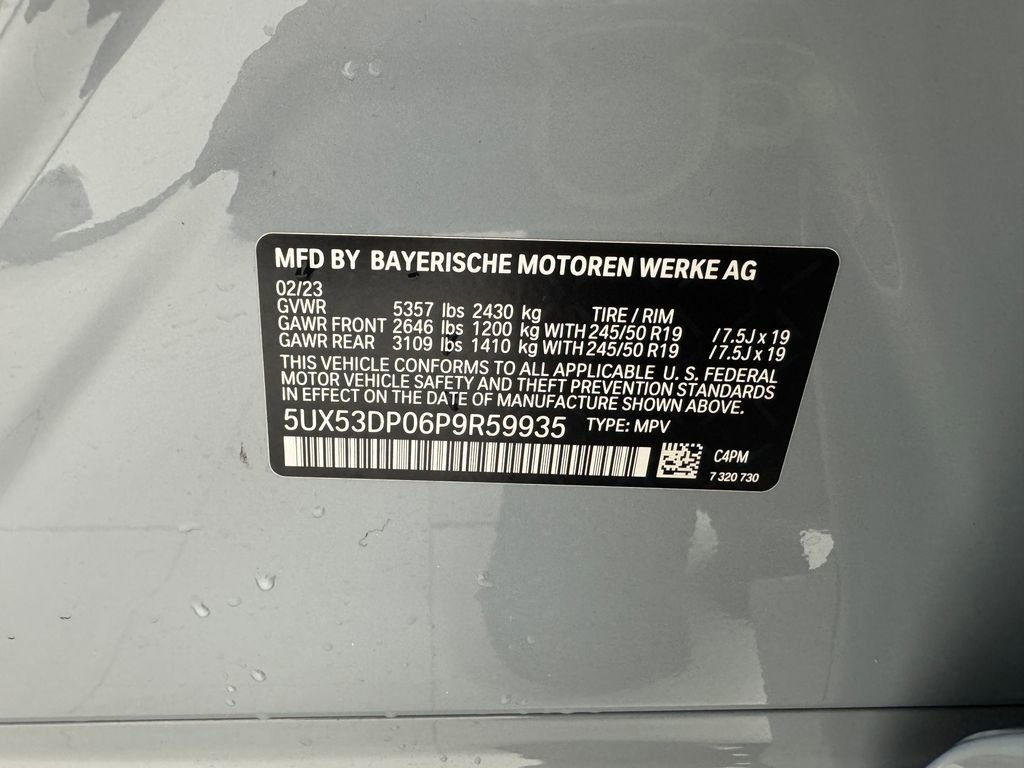 MFD BY BAYERISCHE MOTOREN WERKE AG
02/23
GVWR 5357 lbs 2430 kg TIRE / RIM
GAWR FRONT 2646 lbs 1200 kg WITH 245/50 R19 / 7.5J x 19
GAWR REAR 3109 lbs 1410 kg WITH 245/50 R19 / 7.5J x 19
THIS VEHICLE CONFORMS TO ALL APPLICABLE U. S. FEDERAL
MOTOR VEHICLE SAFETY AND THEFT PREVENTION STANDARDS
IN EFFECT ON THE DATE OF MANUFACTURE SHOWN ABOVE.
5UX53DP06P9R59935 TYPE: MPV
C4PM
7 320 730